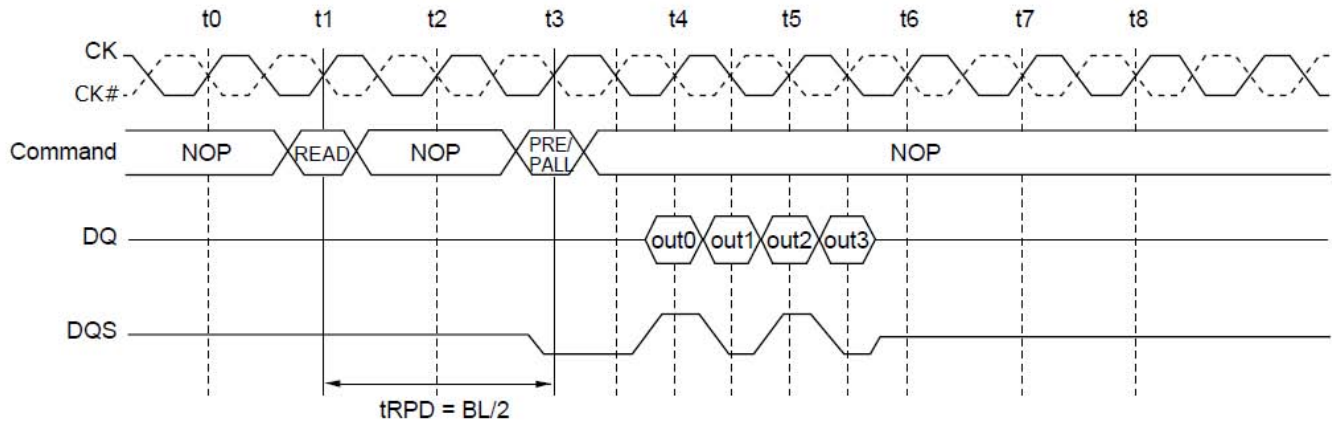 t0 t1 t2 t3 t4 t5 t6 t7 t8
CK
CK#
Command NOP READ NOP PRE/ PALL NOP
DQ out0 out1 out2 out3
DQS
tRPD = BL/2